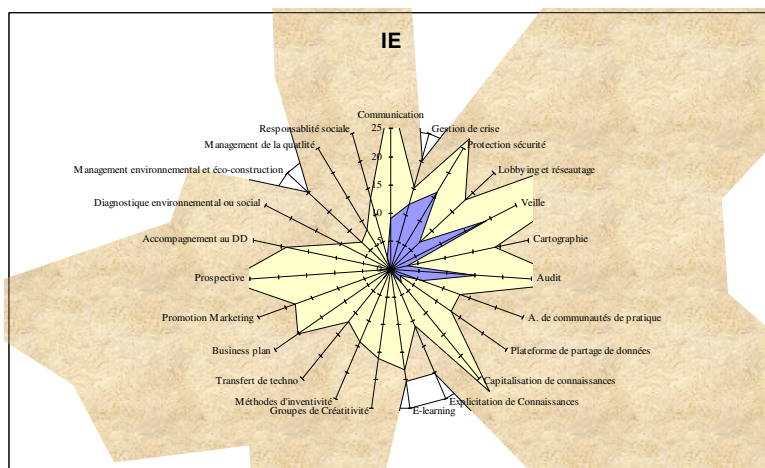 IE
Communication
25
20
15
10
5
Gestion de crise
Protection sécurité
Lobbying et réseautage
Veille
Cartographie
Audit
A. de communautés de pratique
Plateforme de partage de données
Capitalisation de connaissances
Explicitation de Connaissances
E-learning
Groupes de Créatitivité
Méthodes d'inventivité
Transfert de techno
Business plan
Promotion Marketing
Prospective
Accompagnement au DD
Diagnostique environemental ou social
Management environnemental et éco-construction
Management de la quatlité
Responsablité sociale